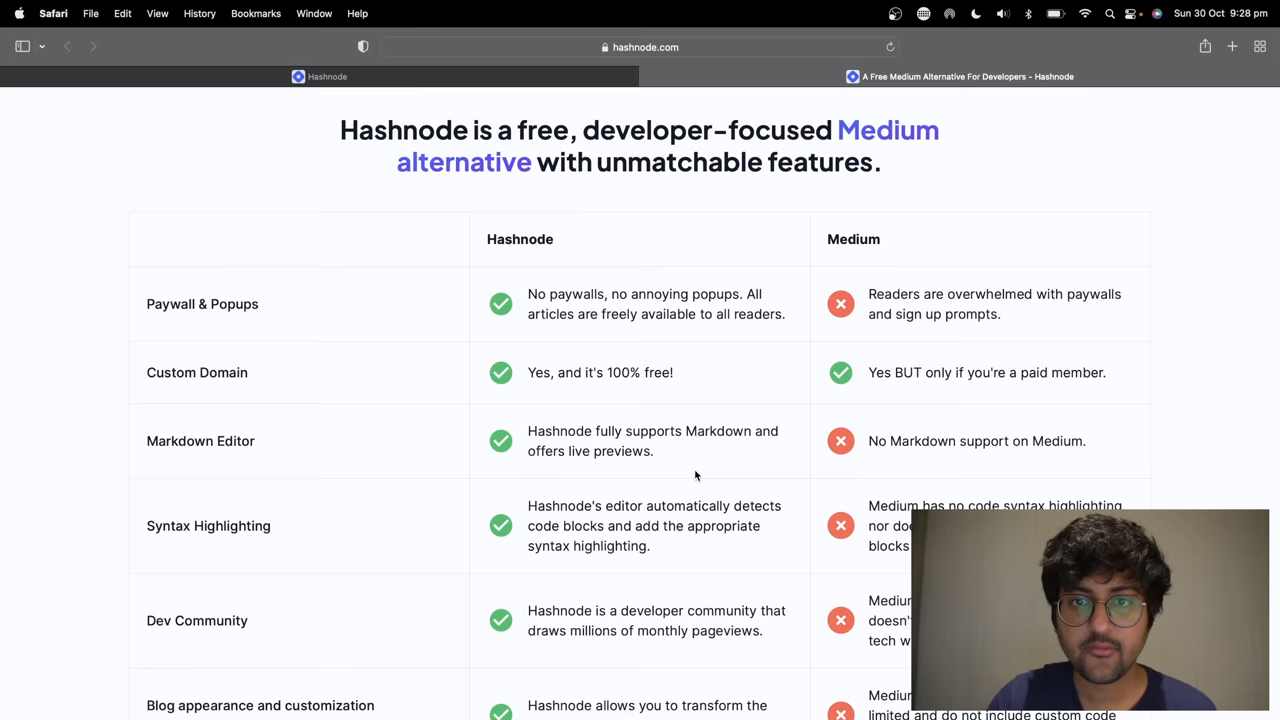 Safari File Edit View History Bookmarks Window Help Sun 30 Oct 9:28 pm
hashnode.com
Hashnode
A Free Medium Alternative For Developers - Hashnode
Hashnode is a free, developer-focused Medium
alternative with unmatchable features.
Hashnode
Medium
Paywall & Popups
No paywalls, no annoying popups. All
articles are freely available to all readers.
Readers are overwhelmed with paywalls
and sign up prompts.
Custom Domain
Yes, and it's 100% free!
Yes BUT only if you're a paid member.
Markdown Editor
Hashnode fully supports Markdown and
offers live previews.
No Markdown support on Medium.
Syntax Highlighting
Hashnode's editor automatically detects
code blocks and add the appropriate
syntax highlighting.
Medium has no code syntax highlighting
nor
blocks
Dev Community
Hashnode is a developer community that
draws millions of monthly pageviews.
doesn't
tech
Blog appearance and customization
Hashnode allows you to transform the
limited and do not include custom code